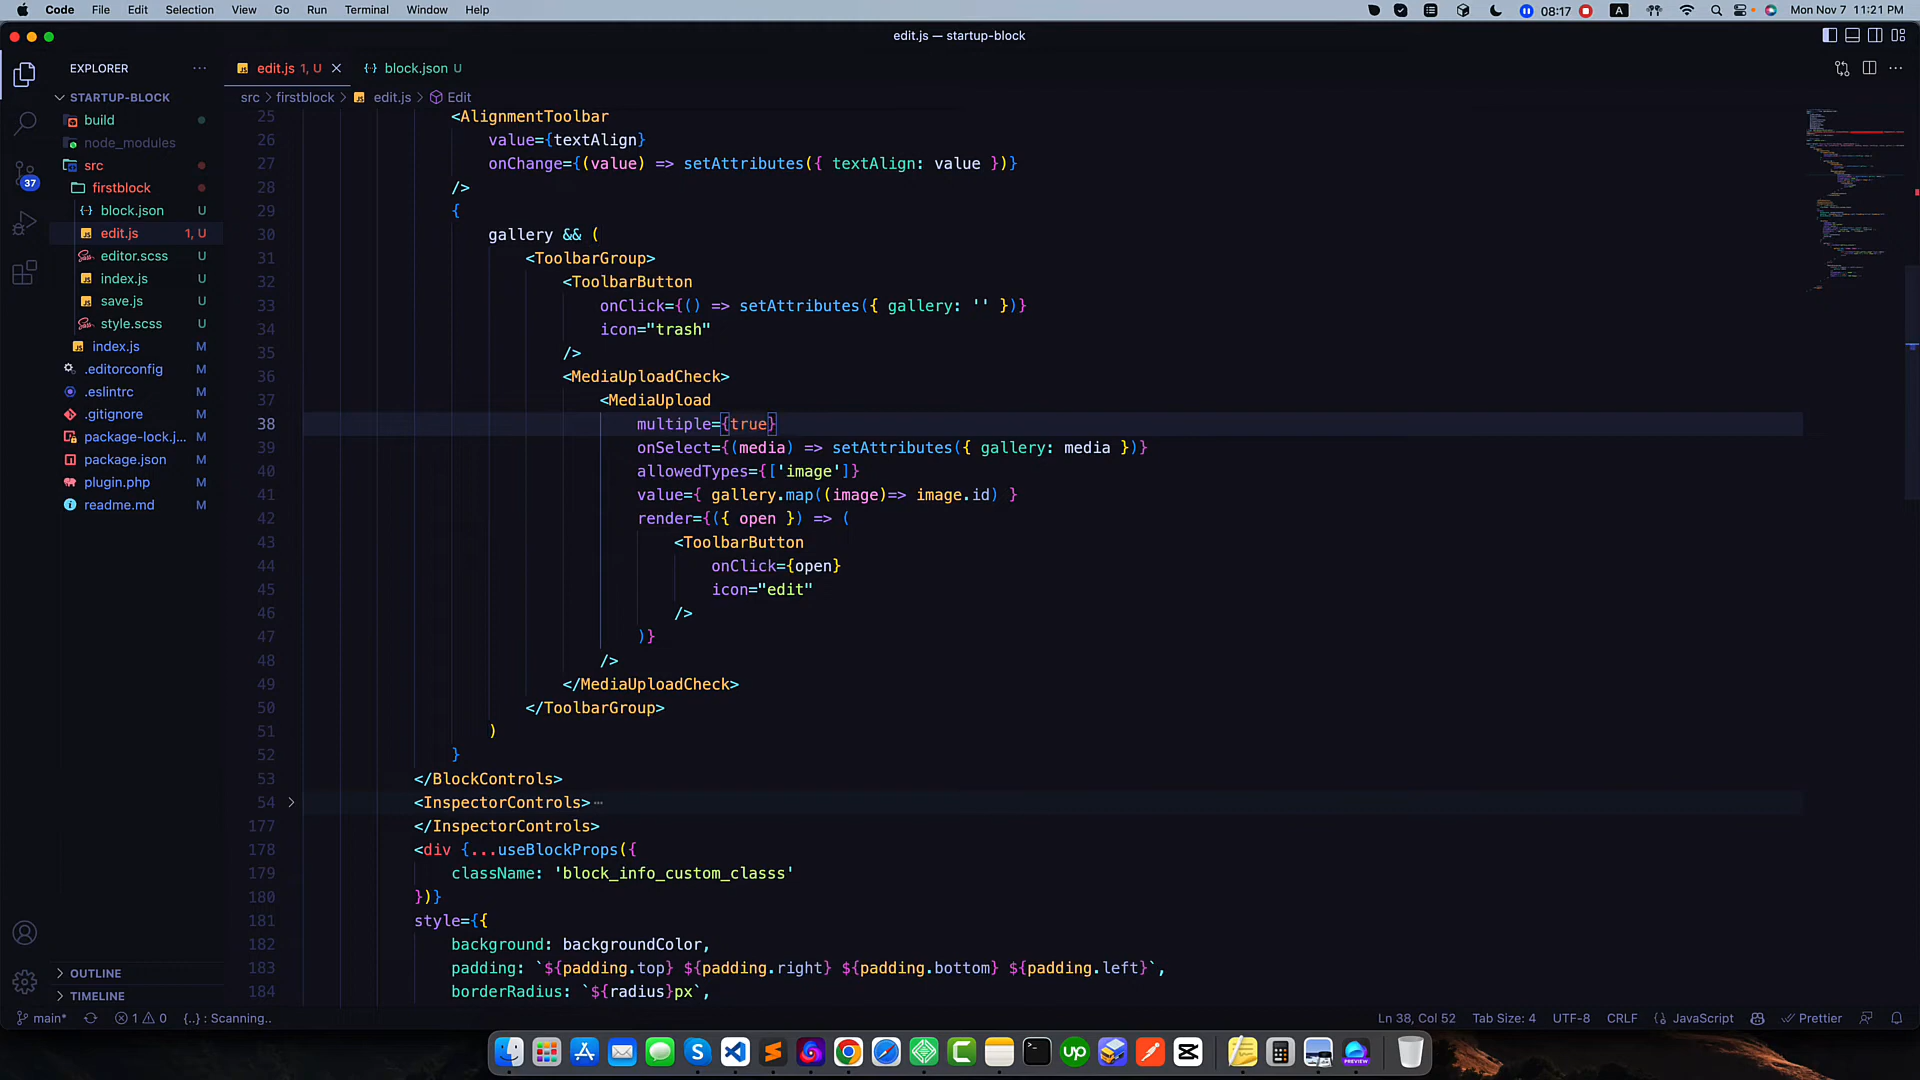 Code File Edit Selection View Go Run Terminal Window Help 08:17 A Mon Nov 7 11:21 PM
edit.js — startup-block
EXPLORER ··· edit.js 1, U block.json U
STARTUP-BLOCK
src > firstblock > edit.js > Edit
build
node_modules
src
firstblock
block.json U
edit.js 1, U
editor.scss U
index.js U
save.js U
style.scss U
index.js M
.editorconfig M
.eslintrc M
.gitignore M
package-lock.j... M
package.json M
plugin.php M
readme.md M
37
OUTLINE
TIMELINE
25 <AlignmentToolbar
26 value={textAlign}
27 onChange={(value) => setAttributes({ textAlign: value })}
28 />
29 {
30 gallery && (
31 <ToolbarGroup>
32 <ToolbarButton
33 onClick={() => setAttributes({ gallery: '' })}
34 icon="trash"
35 />
36 <MediaUploadCheck>
37 <MediaUpload
38 multiple={true}
39 onSelect={(media) => setAttributes({ gallery: media })}
40 allowedTypes={['image']}
41 value={ gallery.map((image)=> image.id) }
42 render={({ open }) => (
43 <ToolbarButton
44 onClick={open}
45 icon="edit"
46 />
47 )}
48 />
49 </MediaUploadCheck>
50 </ToolbarGroup>
51 )
52 }
53 </BlockControls>
54 <InspectorControls>···
177 </InspectorControls>
178 <div {...useBlockProps({
179 className: 'block_info_custom_classs'
180 })}
181 style={{
182 background: backgroundColor,
183 padding: `${padding.top} ${padding.right} ${padding.bottom} ${padding.left}`,
184 borderRadius: `${radius}px`,
main* 1 0 {..} : Scanning.. Ln 38, Col 52 Tab Size: 4 UTF-8 CRLF JavaScript Prettier
up PREVIEW